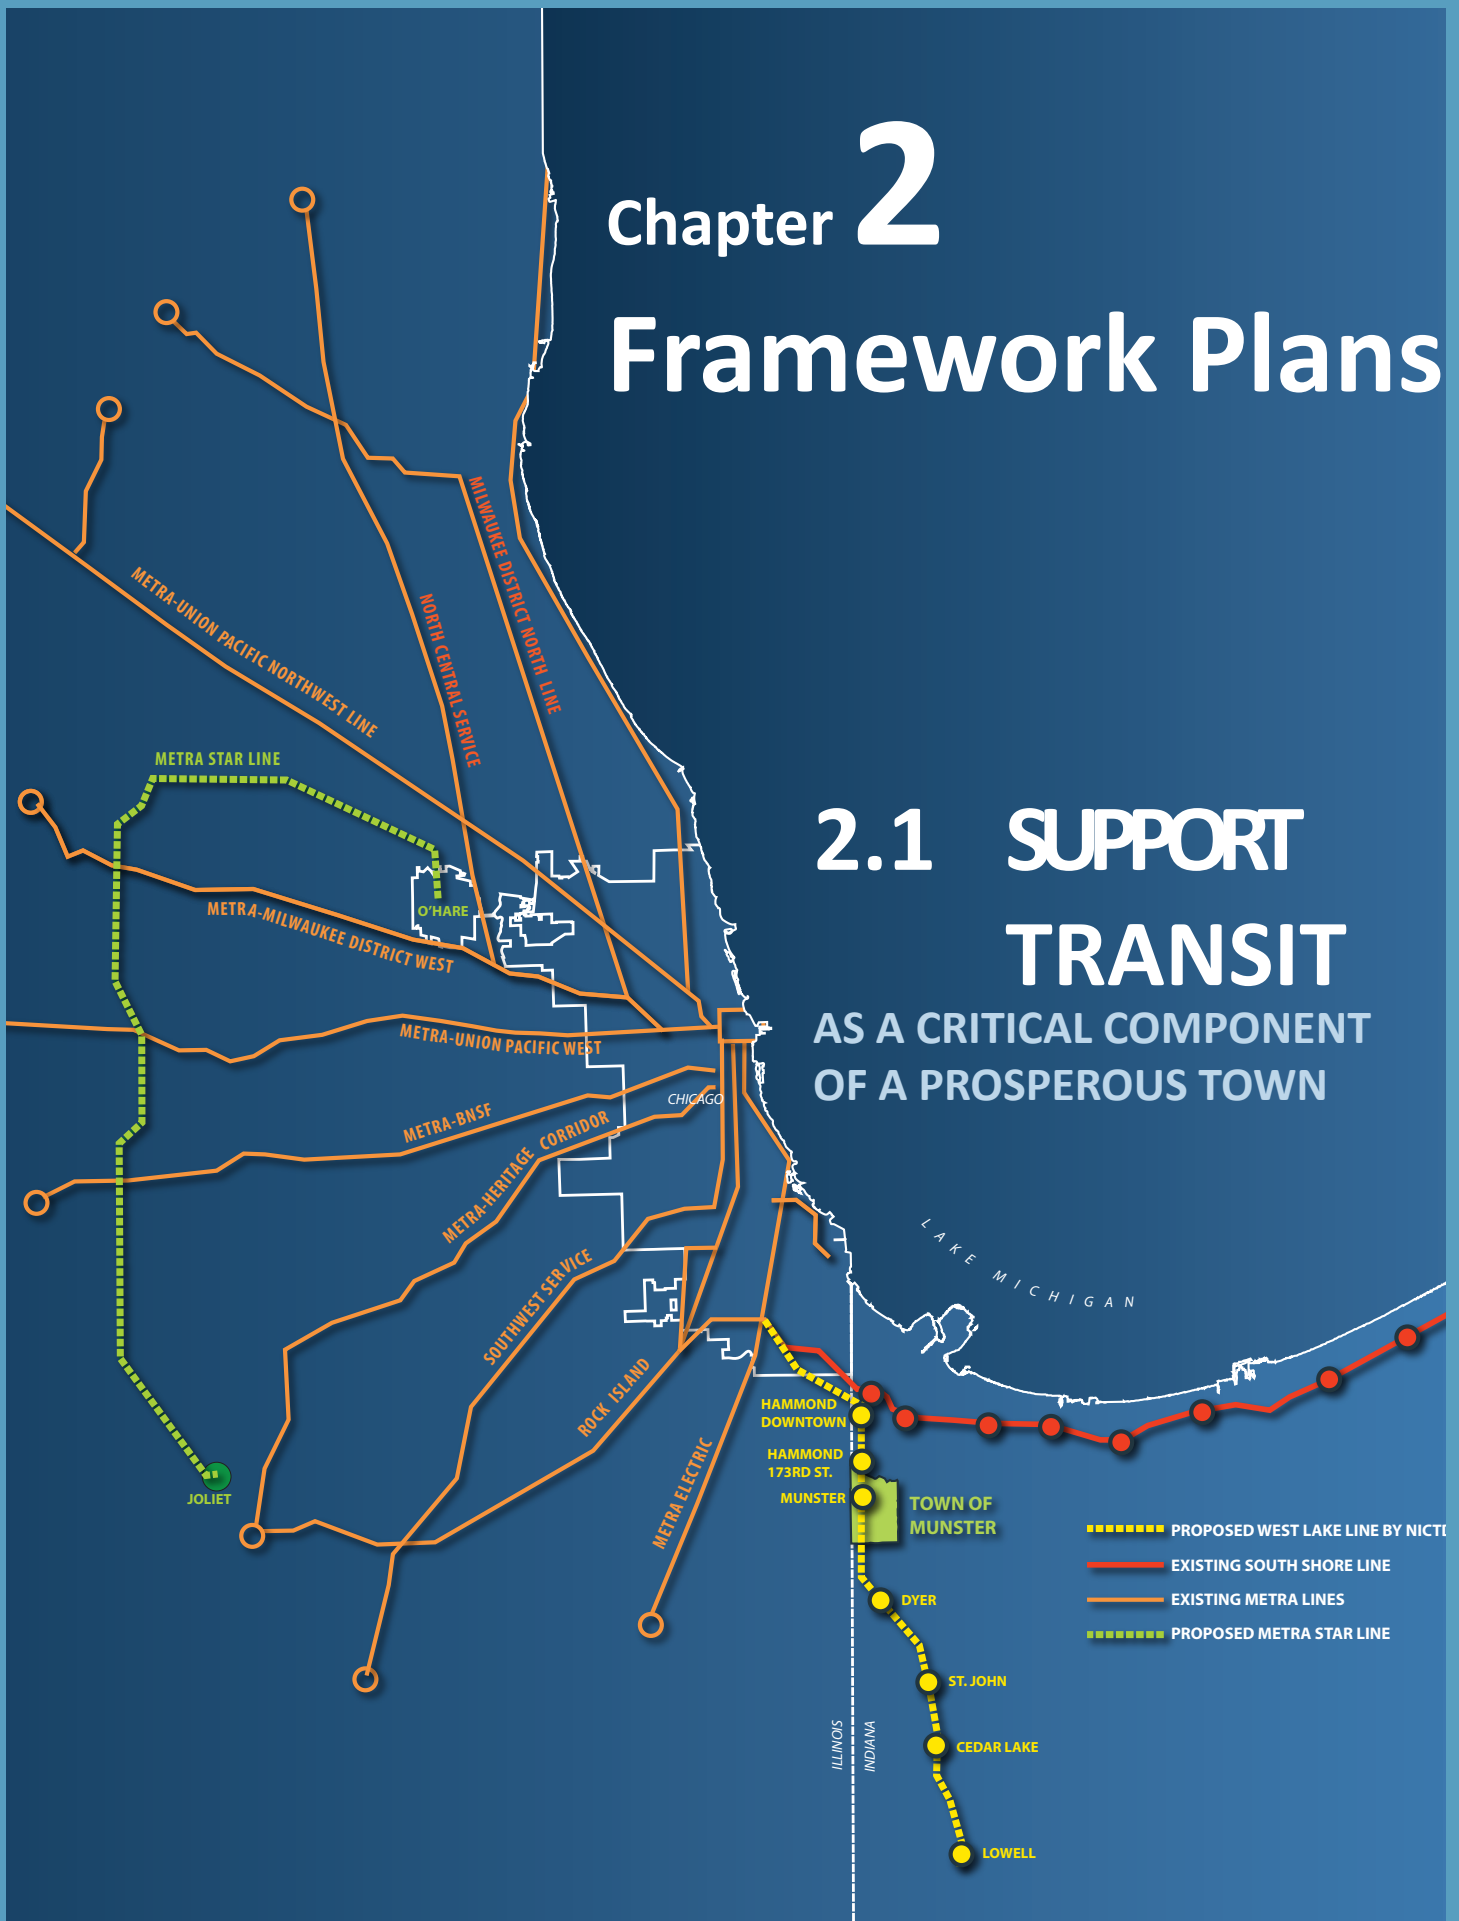 Chapter 2
Framework Plans
MILWAUKEE DISTRICT NORTH LINE
NORTH CENTRAL SERVICE
METRA-UNION PACIFIC NORTHWEST LINE
METRA STAR LINE
2.1 SUPPORT
TRANSIT
AS A CRITICAL COMPONENT
OF A PROSPEROUS TOWN
O'HARE
METRA-MILWAUKEE DISTRICT WEST
METRA-UNION PACIFIC WEST
CHICAGO
METRA-BNSF
METRA-HERITAGE CORRIDOR
SOUTHWEST SERVICE
ROCK ISLAND
METRA ELECTRIC
LAKE MICHIGAN
HAMMOND
DOWNTOWN
HAMMOND
173RD ST.
MUNSTER
TOWN OF
MUNSTER
JOLIET
PROPOSED WEST LAKE LINE BY NICTD
EXISTING SOUTH SHORE LINE
EXISTING METRA LINES
PROPOSED METRA STAR LINE
DYER
ST. JOHN
ILLINOIS
INDIANA
CEDAR LAKE
LOWELL